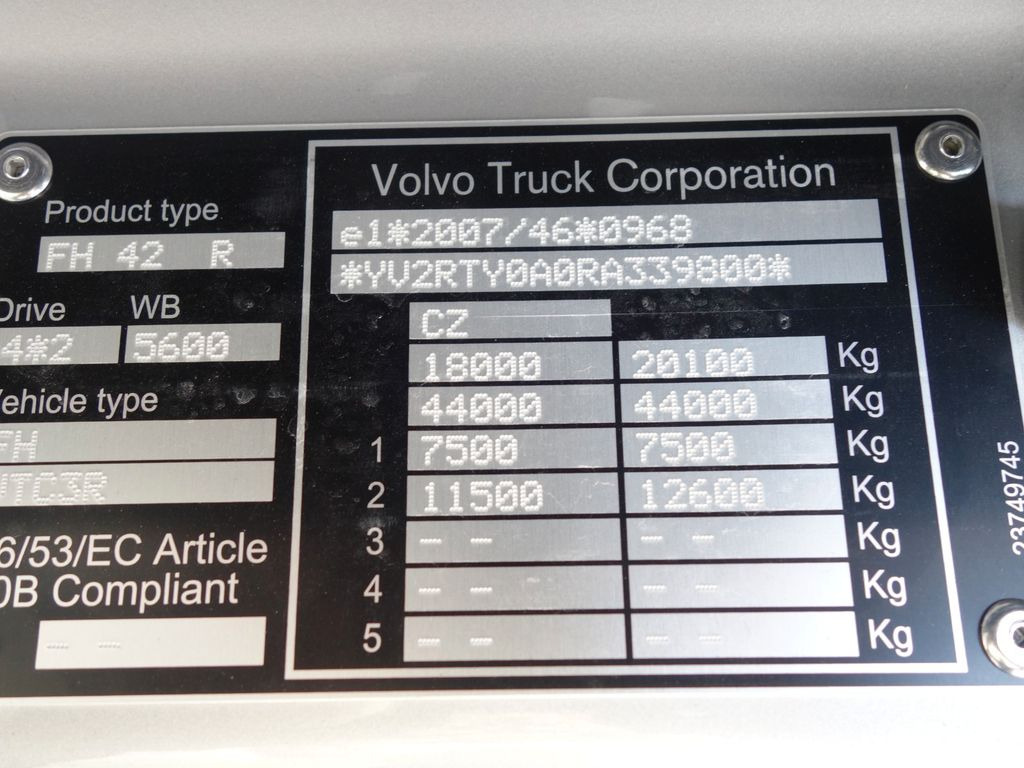 Product type
FH 42 R
Drive WB
4*2 5600
Vehicle type
FH
VTC3R
6/53/EC Article
0B Compliant
-- --
Volvo Truck Corporation
e1*2007/46*0968
*YV2RTY0A0RA339800*
CZ
18000 20100 Kg
44000 44000 Kg
1 7500 7500 Kg
2 11500 12600 Kg
3 -- -- -- -- Kg
4 -- -- -- -- Kg
5 -- -- -- -- Kg
23749745